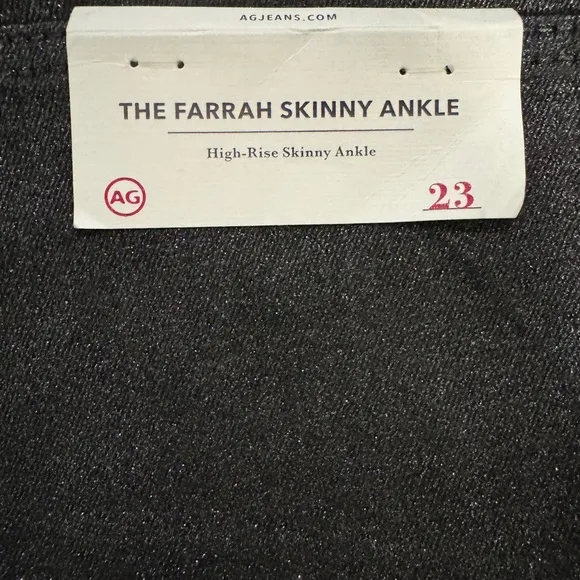 AGJEANS.COM
THE FARRAH SKINNY ANKLE
High-Rise Skinny Ankle
AG
23